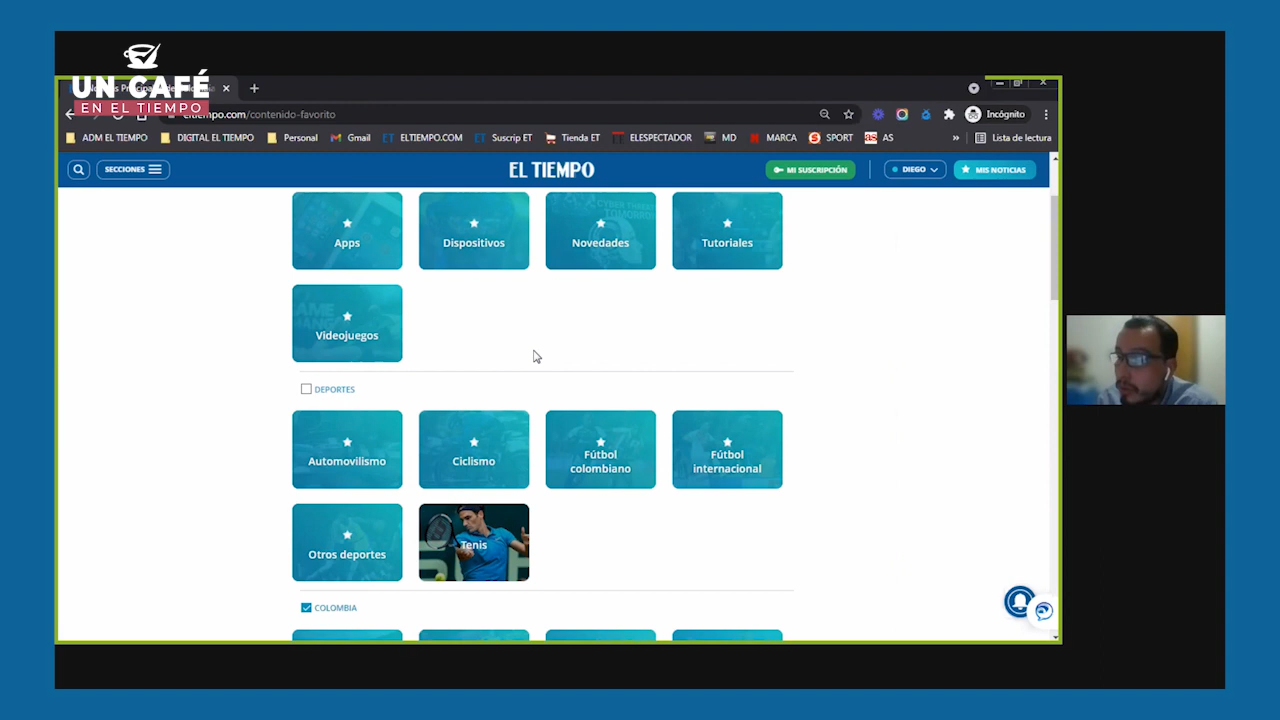 UN CAFÉ
EN EL TIEMPO
eltiempo.com/contenido-favorito
Incógnito
ADM EL TIEMPO
DIGITAL EL TIEMPO
Personal
Gmail
ELTIEMPO.COM
Suscrip ET
Tienda ET
ELESPECTADOR
MD
MARCA
SPORT
AS
Lista de lectura
SECCIONES
EL TIEMPO
MI SUSCRIPCIÓN
DIEGO
MIS NOTICIAS
Apps
Dispositivos
Novedades
Tutoriales
Videojuegos
DEPORTES
Automovilismo
Ciclismo
Fútbol
colombiano
Fútbol
internacional
Otros deportes
Tenis
COLOMBIA